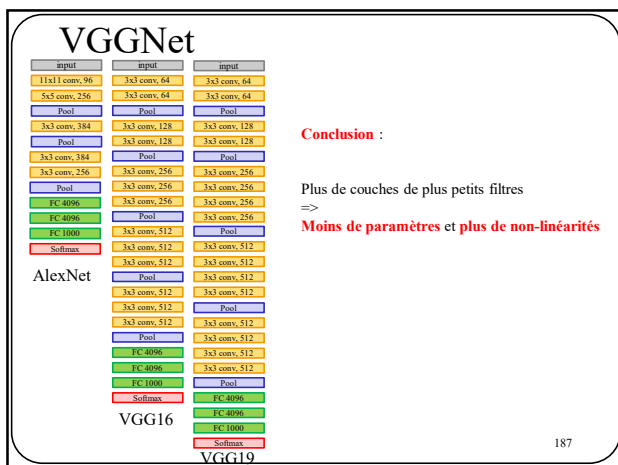 VGGNet
input
11x11 conv, 96
5x5 conv, 256
Pool
3x3 conv, 384
Pool
3x3 conv, 384
3x3 conv, 256
Pool
FC 4096
FC 4096
FC 1000
Softmax
AlexNet
input
3x3 conv, 64
3x3 conv, 64
Pool
3x3 conv, 128
3x3 conv, 128
Pool
3x3 conv, 256
3x3 conv, 256
3x3 conv, 256
Pool
3x3 conv, 512
3x3 conv, 512
3x3 conv, 512
Pool
3x3 conv, 512
3x3 conv, 512
3x3 conv, 512
Pool
FC 4096
FC 4096
FC 1000
Softmax
VGG16
input
3x3 conv, 64
3x3 conv, 64
Pool
3x3 conv, 128
3x3 conv, 128
Pool
3x3 conv, 256
3x3 conv, 256
3x3 conv, 256
3x3 conv, 256
Pool
3x3 conv, 512
3x3 conv, 512
3x3 conv, 512
3x3 conv, 512
Pool
3x3 conv, 512
3x3 conv, 512
3x3 conv, 512
3x3 conv, 512
Pool
FC 4096
FC 4096
FC 1000
Softmax
VGG19
Conclusion :
Plus de couches de plus petits filtres
=>
Moins de paramètres et plus de non-linéarités
187